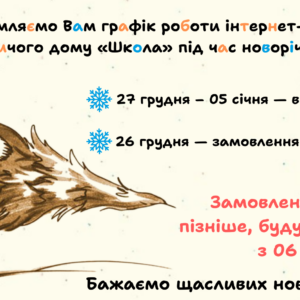 мляємо Вам графік роботи інтернет-
ичого дому «Школа» під час новорі
27 грудня – 05 січня — в
26 грудня — замовлення
Замовлен
пізніше, буду
з 06
Бажаємо щасливих нов